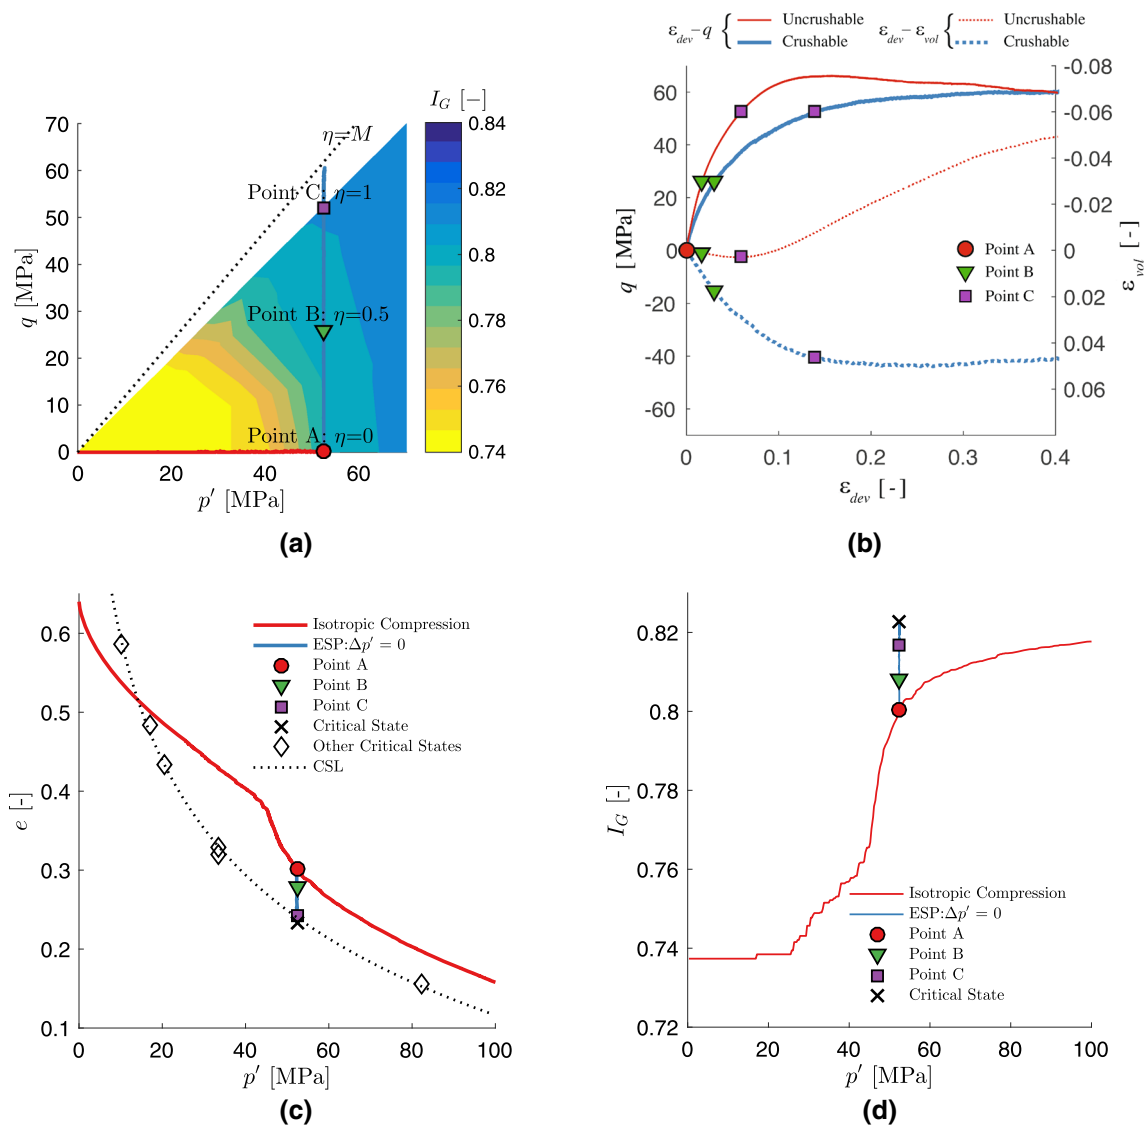 ε_dev–q { Uncrushable ε_dev–ε_vol { Uncrushable
Crushable Crushable
I_G [−]
70
60
50
40
30
20
10
0
q [MPa]
η=M
Point C: η=1
Point B: η=0.5
Point A: η=0
0 20 40 60
p′ [MPa]
0.84
0.82
0.8
0.78
0.76
0.74
(a)
60
40
20
0
-20
-40
-60
q [MPa]
-0.08
-0.06
-0.04
-0.02
0
0.02
0.04
0.06
ε_vol [ - ]
Point A
Point B
Point C
0 0.1 0.2 0.3 0.4
ε_dev [ - ]
(b)
0.6
0.5
0.4
0.3
0.2
0.1
e [-]
Isotropic Compression
ESP:Δp′ = 0
Point A
Point B
Point C
Critical State
Other Critical States
CSL
0 20 40 60 80 100
p′ [MPa]
(c)
0.82
0.8
0.78
0.76
0.74
0.72
I_G [-]
Isotropic Compression
ESP:Δp′ = 0
Point A
Point B
Point C
Critical State
0 20 40 60 80 100
p′ [MPa]
(d)